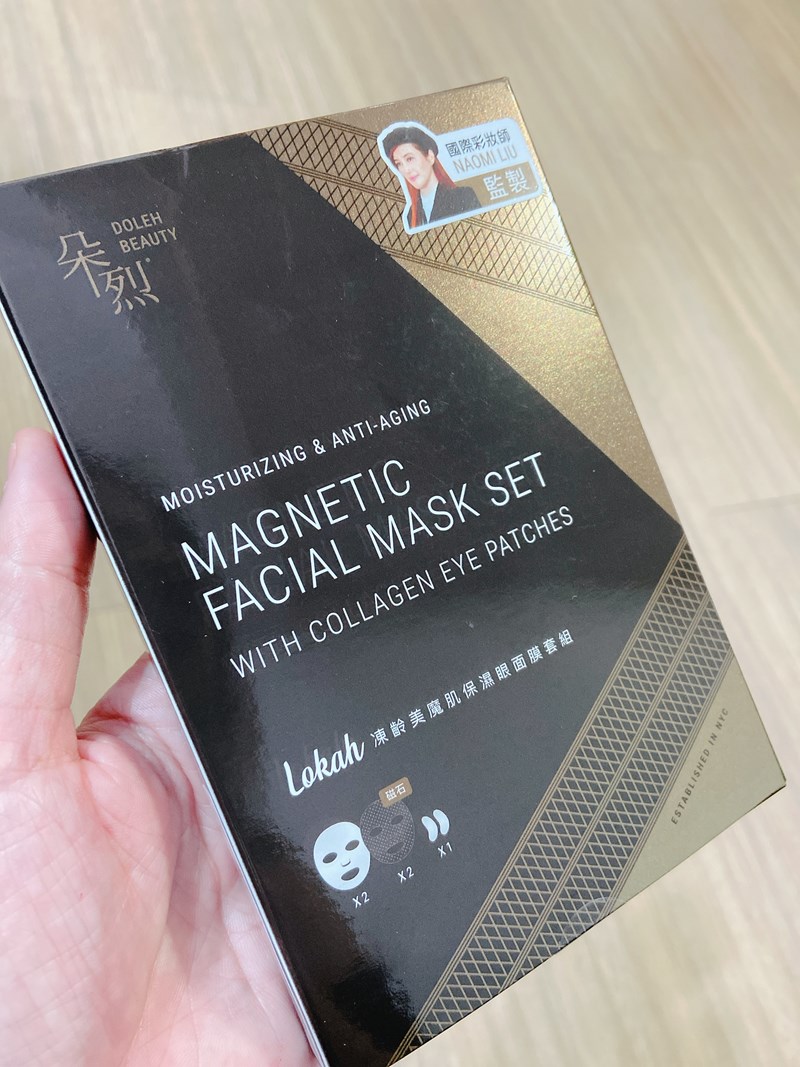 國際彩妝師
NAOMI LIU
監製
朵烈
DOLEH
BEAUTY
MOISTURIZING & ANTI-AGING
MAGNETIC
FACIAL MASK SET
WITH COLLAGEN EYE PATCHES
Lokah 凍齡美魔肌保濕眼面膜套組
磁石
X2
X2
X1
ESTABLISHED IN NYC